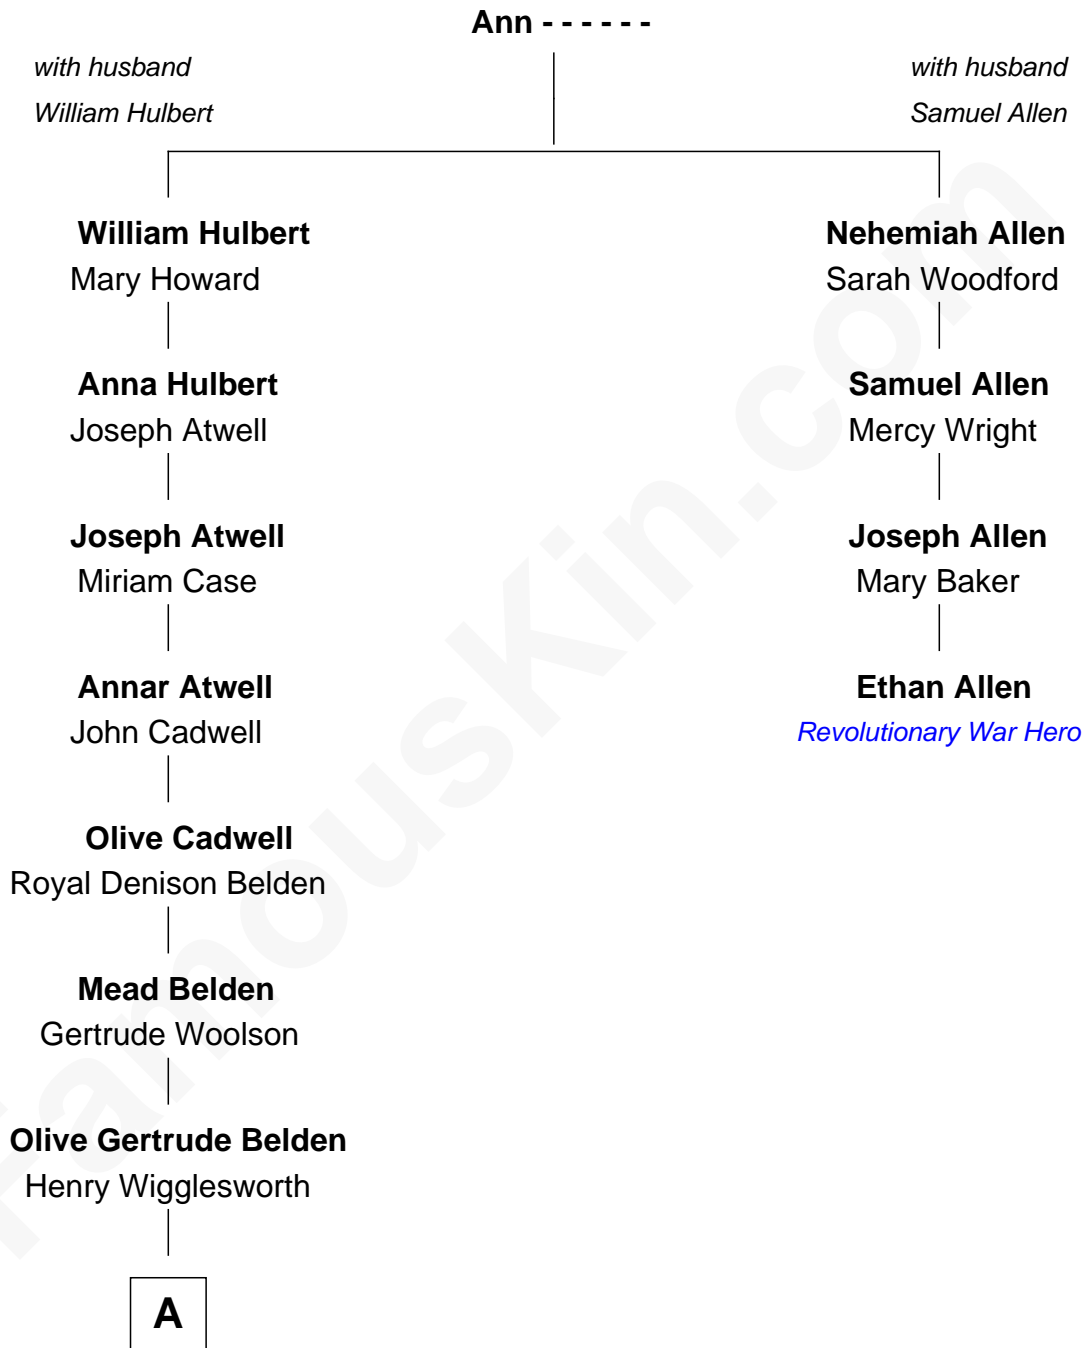 Ann - - - - - -
with husband
William Hulbert
with husband
Samuel Allen
William Hulbert
Mary Howard
Nehemiah Allen
Sarah Woodford
Anna Hulbert
Joseph Atwell
Samuel Allen
Mercy Wright
Joseph Atwell
Miriam Case
Joseph Allen
Mary Baker
Annar Atwell
John Cadwell
Ethan Allen
Revolutionary War Hero
Olive Cadwell
Royal Denison Belden
Mead Belden
Gertrude Woolson
Olive Gertrude Belden
Henry Wigglesworth
A
FamousKin.com